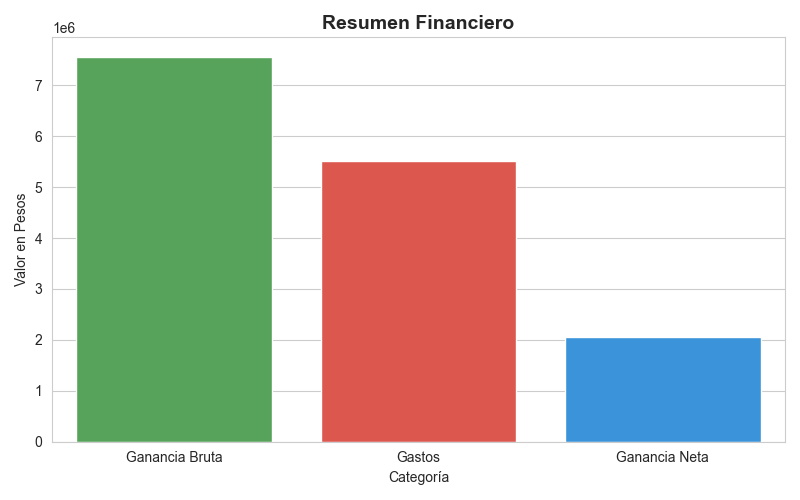 Resumen Financiero
1e6
7
6
5
4
3
2
1
0
Valor en Pesos
Ganancia Bruta
Gastos
Ganancia Neta
Categoría